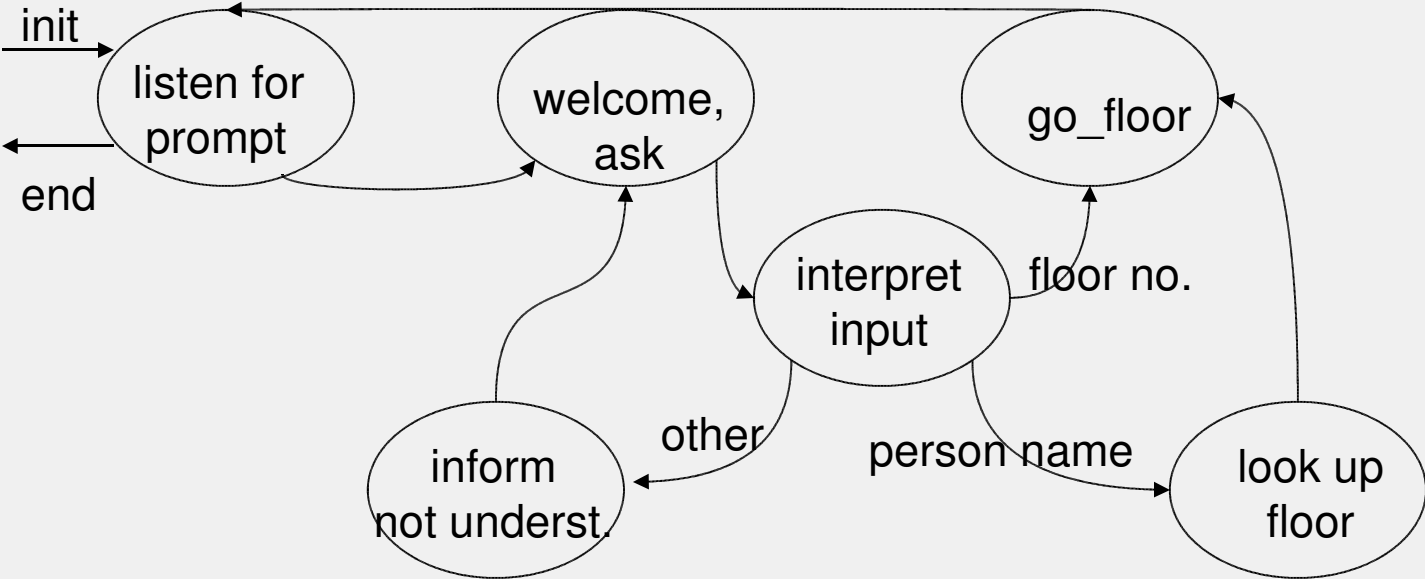 init
listen for
prompt
end
welcome,
ask
go_floor
interpret
input
floor no.
other
person name
inform
not underst.
look up
floor